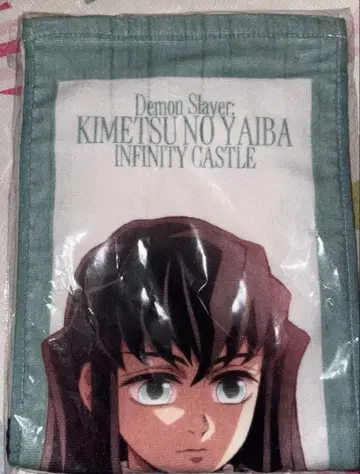 Demon Slayer:
KIMETSU NO YAIBA
INFINITY CASTLE